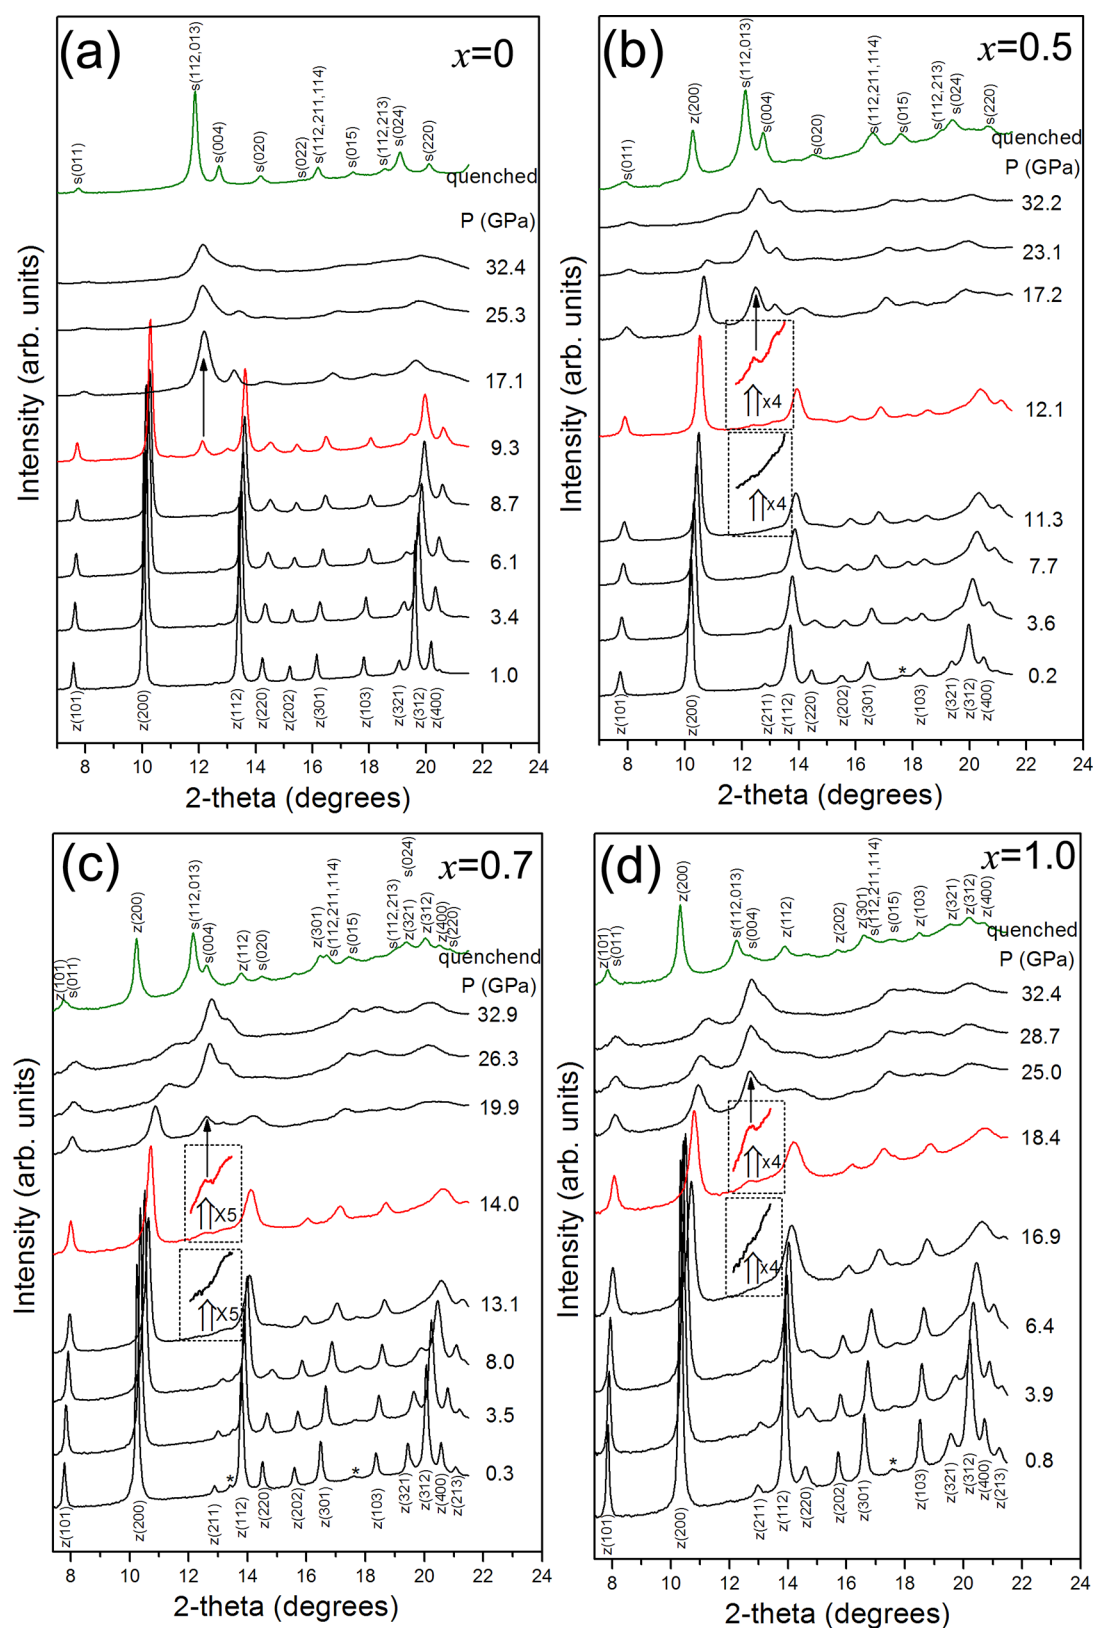 (a)
x=0
s(011)
s(112,013)
s(004)
s(020)
s(022)
s(112,211,114)
s(015)
s(112,213)
s(024)
s(220)
quenched
P (GPa)
32.4
25.3
17.1
9.3
8.7
6.1
3.4
1.0
z(101)
z(200)
z(112)
z(220)
z(202)
z(301)
z(103)
z(321)
z(312)
z(400)
8 10 12 14 16 18 20 22 24
2-theta (degrees)
Intensity (arb. units)
(b)
x=0.5
s(011)
z(200)
s(112,013)
s(004)
s(020)
s(112,211,114)
s(015)
s(112,213)
s(024)
s(220)
quenched
P (GPa)
32.2
23.1
17.2
x4
12.1
x4
11.3
7.7
3.6
*
0.2
z(101)
z(200)
z(211)
z(112)
z(220)
z(202)
z(301)
z(103)
z(321)
z(312)
z(400)
8 10 12 14 16 18 20 22 24
2-theta (degrees)
Intensity (arb. units)
(c)
x=0.7
z(101)
s(011)
z(200)
s(112,013)
s(004)
z(112)
s(020)
z(301)
s(112,211,114)
s(015)
s(112,213)
s(024)
z(321)
z(312)
z(400)
s(220)
quenchend
P (GPa)
32.9
26.3
19.9
X5
14.0
X5
13.1
8.0
3.5
* *
0.3
z(101)
z(200)
z(211)
z(112)
z(220)
z(202)
z(301)
z(103)
z(321)
z(312)
z(400)
z(213)
8 10 12 14 16 18 20 22 24
2-theta (degrees)
Intensity (arb. units)
(d)
x=1.0
z(101)
s(011)
z(200)
s(112,013)
s(004)
z(112)
z(202)
z(301)
s(112,211,114)
s(015)
z(103)
z(321)
z(312)
z(400)
quenched
P (GPa)
32.4
28.7
25.0
x4
18.4
x4
16.9
6.4
3.9
*
0.8
z(101)
z(200)
z(211)
z(112)
z(220)
z(202)
z(301)
z(103)
z(321)
z(312)
z(400)
z(213)
8 10 12 14 16 18 20 22 24
2-theta (degrees)
Intensity (arb. units)